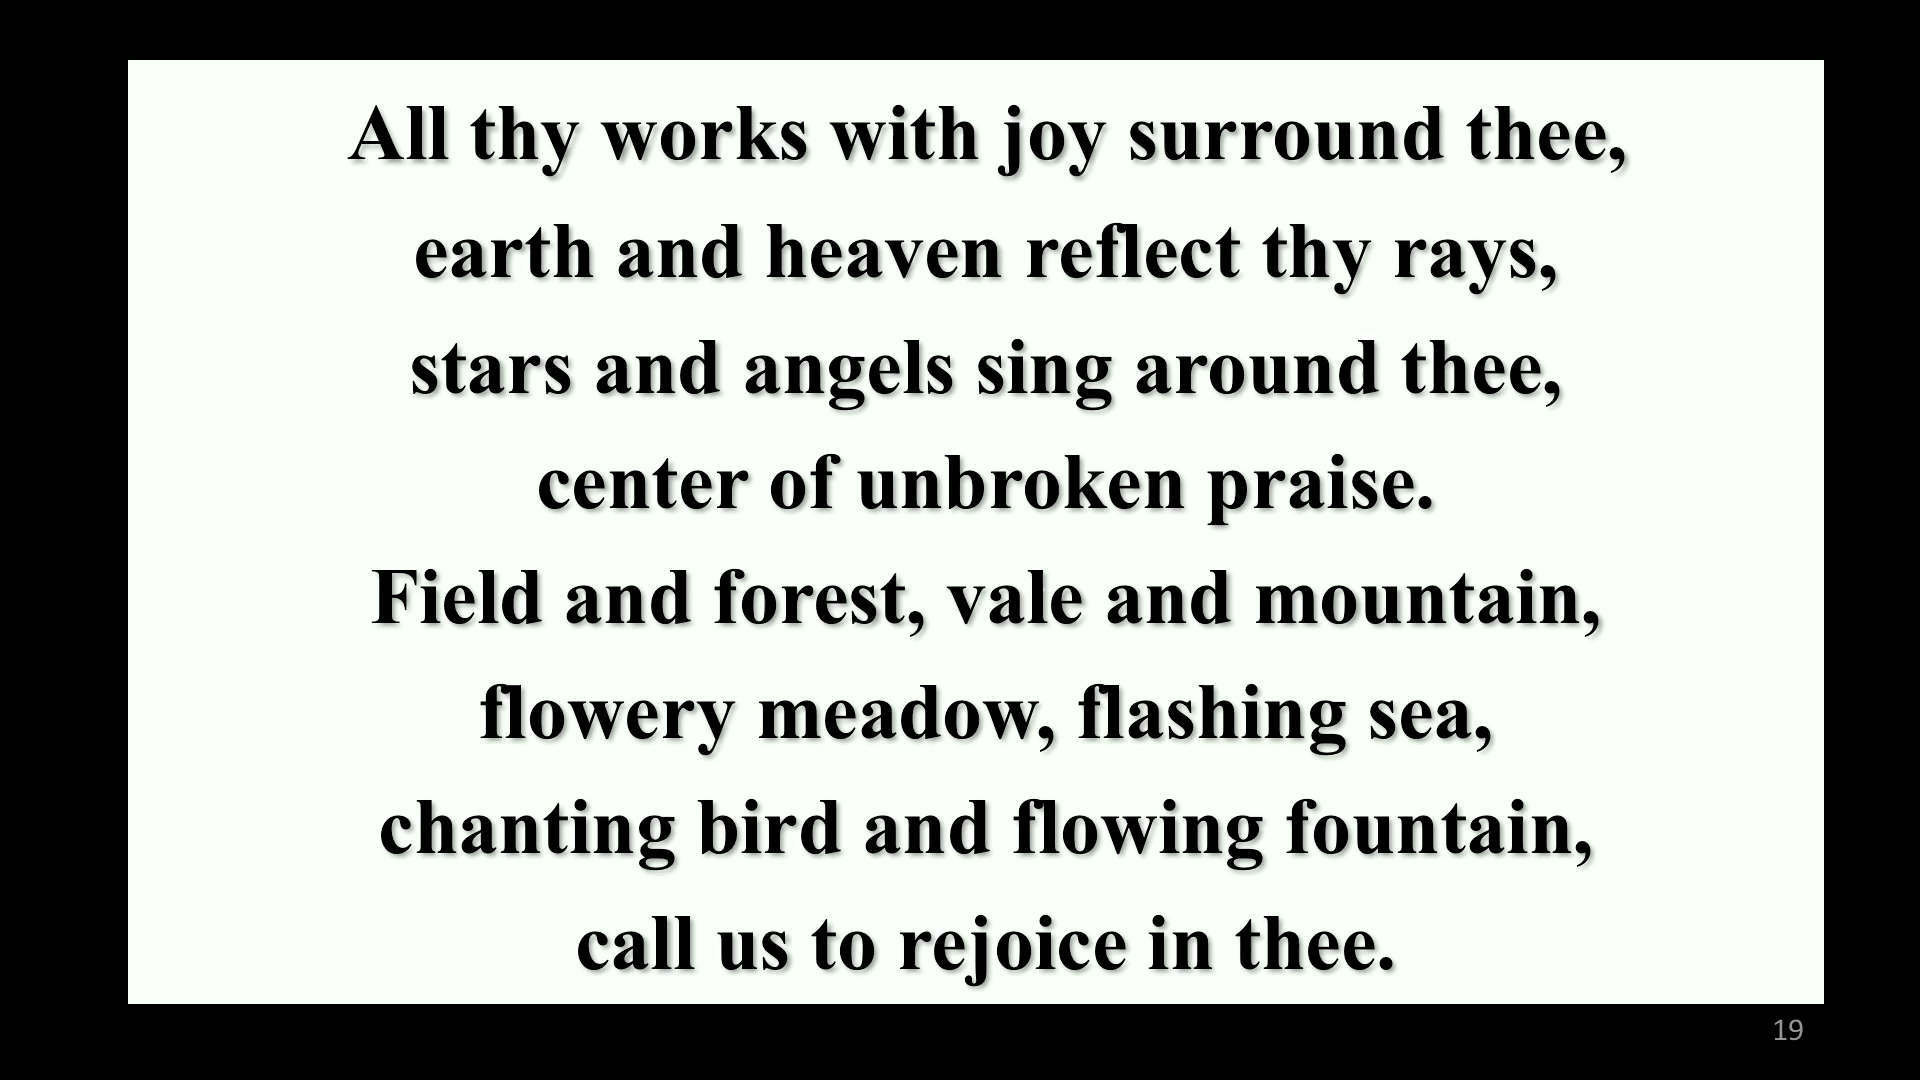 All thy works with joy surround thee,
earth and heaven reflect thy rays,
stars and angels sing around thee,
center of unbroken praise.
Field and forest, vale and mountain,
flowery meadow, flashing sea,
chanting bird and flowing fountain,
call us to rejoice in thee.
19